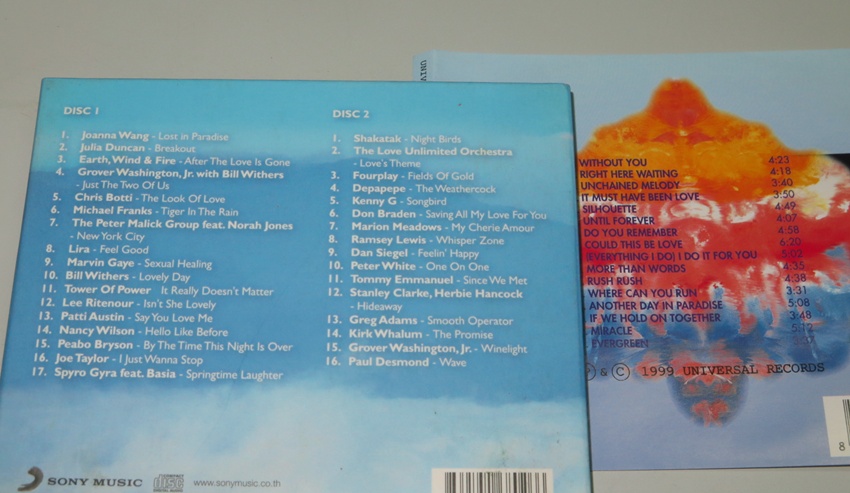 DISC 1
1. Joanna Wang - Lost in Paradise
2. Julia Duncan - Breakout
3. Earth, Wind & Fire - After The Love Is Gone
4. Grover Washington, Jr. with Bill Withers
- Just The Two Of Us
5. Chris Botti - The Look Of Love
6. Michael Franks - Tiger In The Rain
7. The Peter Malick Group feat. Norah Jones
- New York City
8. Lira - Feel Good
9. Marvin Gaye - Sexual Healing
10. Bill Withers - Lovely Day
11. Tower Of Power It Really Doesn't Matter
12. Lee Ritenour - Isn't She Lovely
13. Patti Austin - Say You Love Me
14. Nancy Wilson - Hello Like Before
15. Peabo Bryson - By The Time This Night Is Over
16. Joe Taylor - I Just Wanna Stop
17. Spyro Gyra feat. Basia - Springtime Laughter
DISC 2
1. Shakatak - Night Birds
2. The Love Unlimited Orchestra
- Love's Theme
3. Fourplay - Fields Of Gold
4. Depapepe - The Weathercock
5. Kenny G - Songbird
6. Don Braden - Saving All My Love For You
7. Marion Meadows - My Cherie Amour
8. Ramsey Lewis - Whisper Zone
9. Dan Siegel - Feelin' Happy
10. Peter White - One On One
11. Tommy Emmanuel - Since We Met
12. Stanley Clarke, Herbie Hancock
- Hideaway
13. Greg Adams - Smooth Operator
14. Kirk Whalum - The Promise
15. Grover Washington, Jr. - Winelight
16. Paul Desmond - Wave
SONY MUSIC
COMPACT
disc
DIGITAL AUDIO
www.sonymusic.co.th
UNIV
WITHOUT YOU 4:23
RIGHT HERE WAITING 4:18
UNCHAINED MELODY 3:40
IT MUST HAVE BEEN LOVE 3:50
SILHOUETTE 4:49
UNTIL FOREVER 4:07
DO YOU REMEMBER 4:58
COULD THIS BE LOVE 6:20
(EVERYTHING I DO) I DO IT FOR YOU 5:02
MORE THAN WORDS 4:35
RUSH RUSH 4:38
WHERE CAN YOU RUN 3:31
ANOTHER DAY IN PARADISE 5:08
IF WE HOLD ON TOGETHER 3:48
MIRACLE 5:12
EVERGREEN
℗ & © 1999 UNIVERSAL RECORDS
8